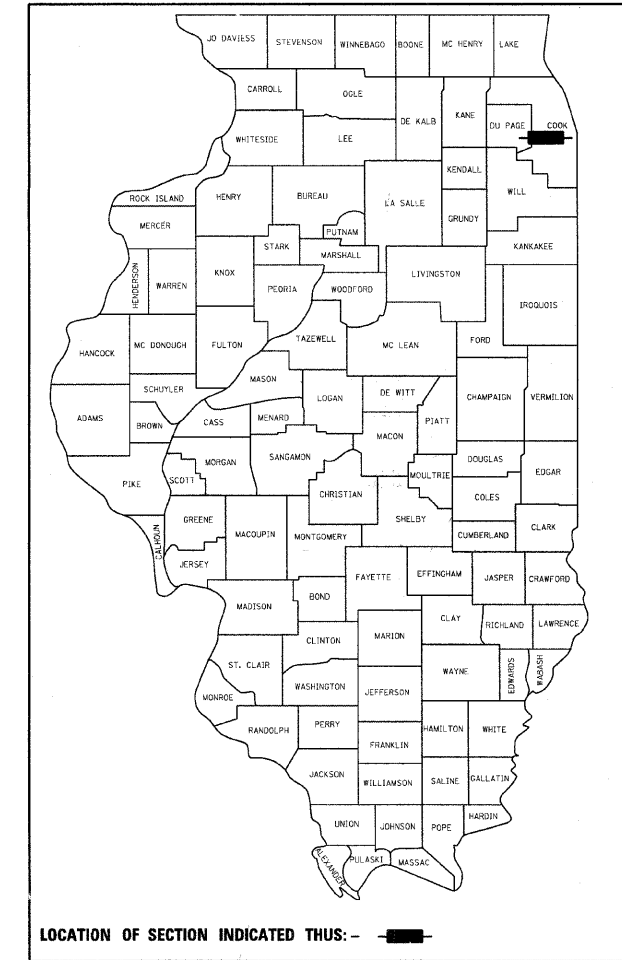 JO DAVIESS STEVENSON WINNEBAGO BOONE MC HENRY LAKE
CARROLL OGLE DE KALB KANE DU PAGE COOK
WHITESIDE LEE
KENDALL
ROCK ISLAND HENRY BUREAU LA SALLE GRUNDY WILL
MERCER PUTNAM
STARK MARSHALL KANKAKEE
HENDERSON WARREN KNOX PEORIA WOODFORD LIVINGSTON
IROQUOIS
HANCOCK MC DONOUGH FULTON TAZEWELL MC LEAN FORD
MASON
SCHUYLER LOGAN DE WITT CHAMPAIGN VERMILION
ADAMS BROWN CASS MENARD PIATT
MACON
MORGAN SANGAMON DOUGLAS
PIKE SCOTT CHRISTIAN MOULTRIE EDGAR
COLES
GREENE MACOUPIN MONTGOMERY SHELBY CLARK
CALHOUN CUMBERLAND
JERSEY FAYETTE EFFINGHAM JASPER CRAWFORD
MADISON BOND
CLAY RICHLAND LAWRENCE
CLINTON MARION
ST. CLAIR WAYNE EDWARDS WABASH
WASHINGTON JEFFERSON
MONROE
RANDOLPH PERRY HAMILTON WHITE
FRANKLIN
JACKSON WILLIAMSON SALINE GALLATIN
HARDIN
UNION JOHNSON POPE
ALEXANDER PULASKI MASSAC
LOCATION OF SECTION INDICATED THUS: -